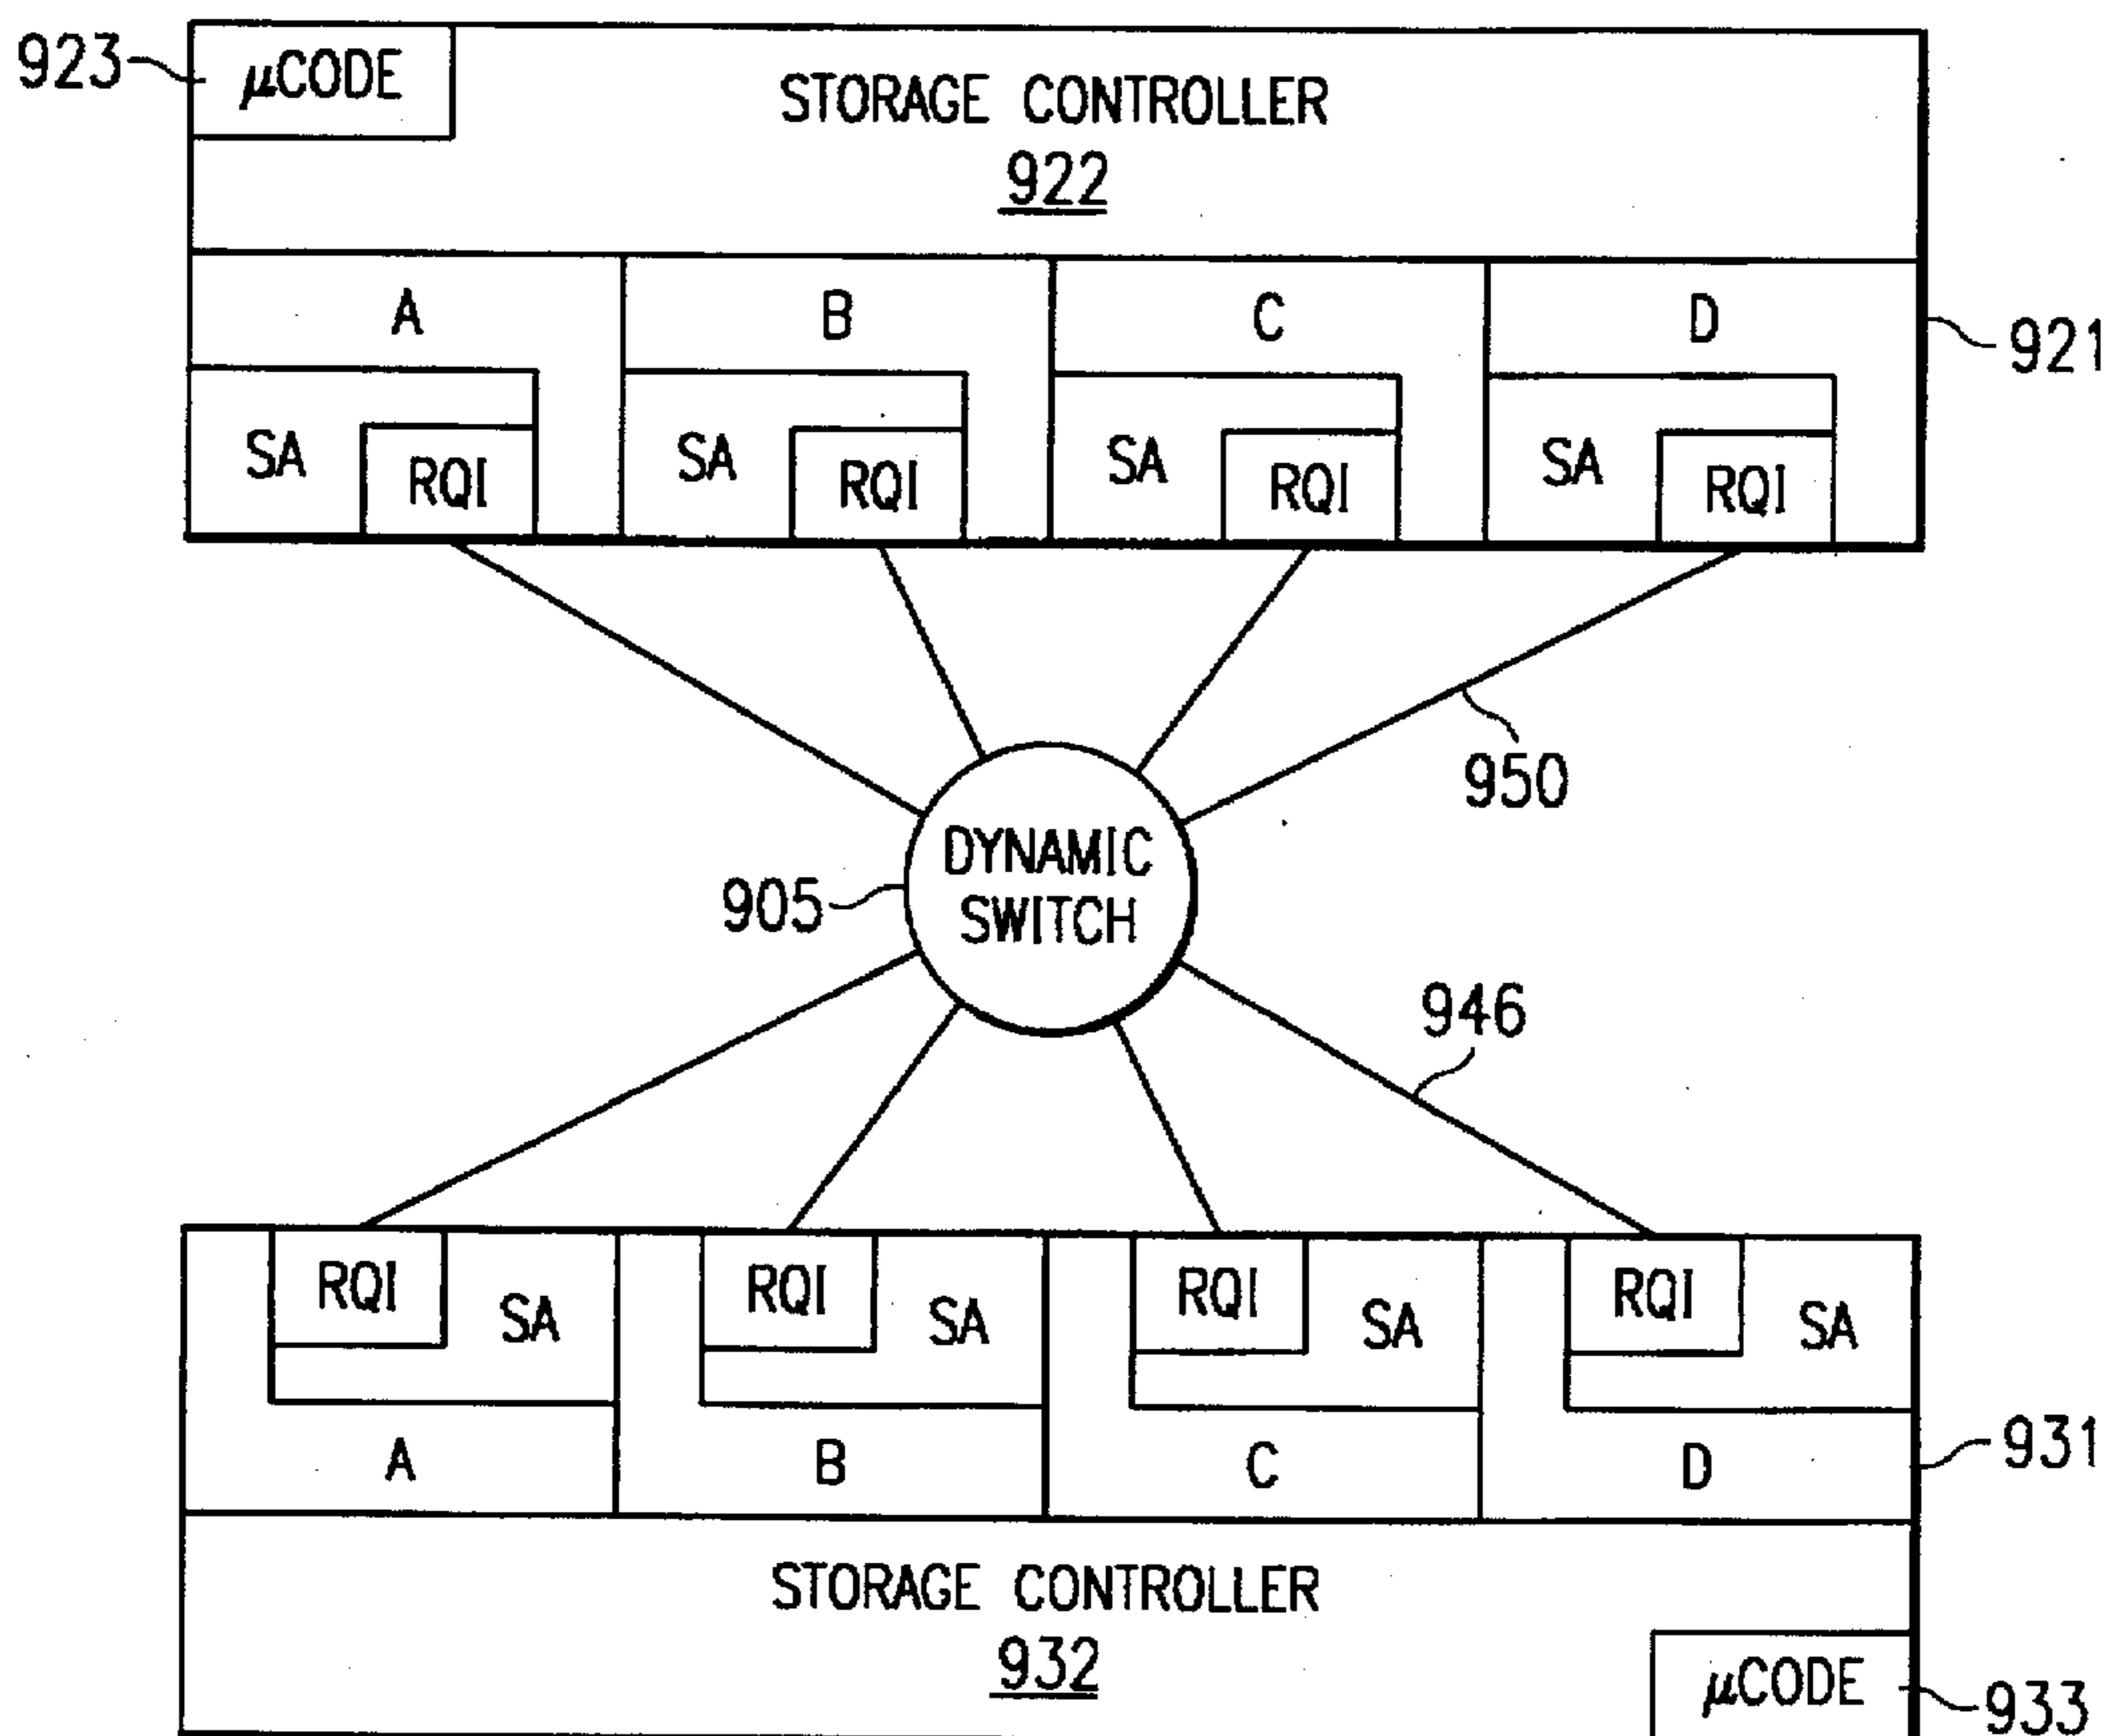 923
μCODE
STORAGE CONTROLLER
922
A
B
C
D
921
SA
RQI
SA
RQI
SA
RQI
SA
RQI
950
DYNAMIC
SWITCH
905
946
RQI
SA
RQI
SA
RQI
SA
RQI
SA
A
B
C
D
931
STORAGE CONTROLLER
932
μCODE
933